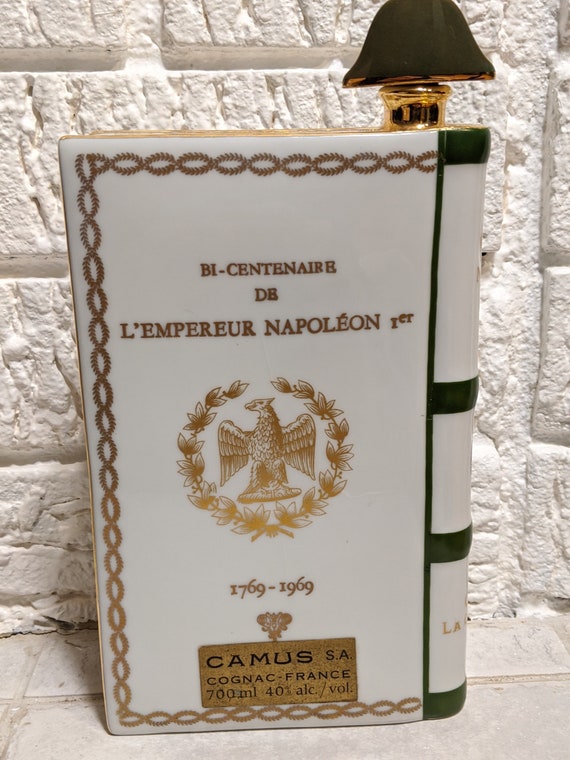 BI-CENTENAIRE
DE
L'EMPEREUR NAPOLÉON Ier
1769-1969
CAMUS S.A.
COGNAC-FRANCE
700 ml 40% alc./vol.
LA